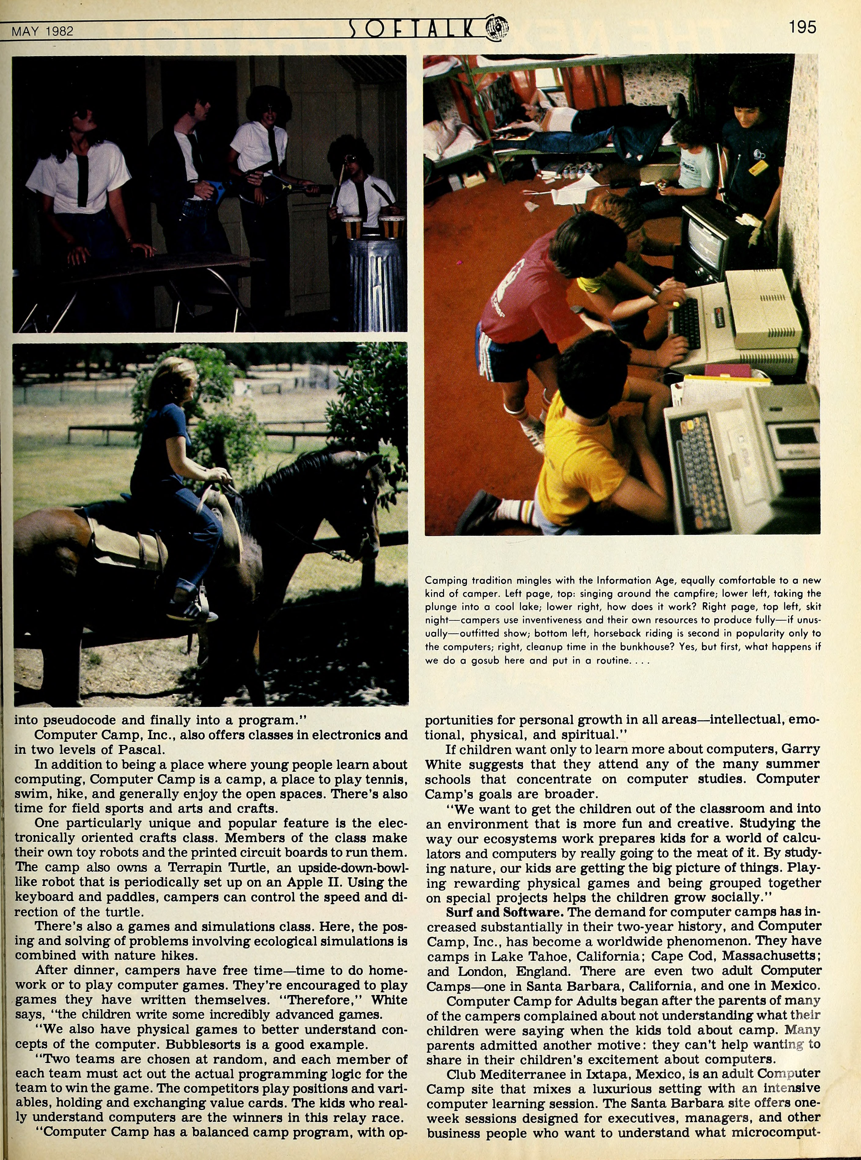 MAY 1982
SOFTALK
195
Camping tradition mingles with the Information Age, equally comfortable to a new
kind of camper. Left page, top: singing around the campfire; lower left, taking the
plunge into a cool lake; lower right, how does it work? Right page, top left, skit
night—campers use inventiveness and their own resources to produce fully—if unus-
ually—outfitted show; bottom left, horseback riding is second in popularity only to
the computers; right, cleanup time in the bunkhouse? Yes, but first, what happens if
we do a gosub here and put in a routine. . . .
into pseudocode and finally into a program."
Computer Camp, Inc., also offers classes in electronics and
in two levels of Pascal.
In addition to being a place where young people learn about
computing, Computer Camp is a camp, a place to play tennis,
swim, hike, and generally enjoy the open spaces. There's also
time for field sports and arts and crafts.
One particularly unique and popular feature is the elec-
tronically oriented crafts class. Members of the class make
their own toy robots and the printed circuit boards to run them.
The camp also owns a Terrapin Turtle, an upside-down-bowl-
like robot that is periodically set up on an Apple II. Using the
keyboard and paddles, campers can control the speed and di-
rection of the turtle.
There's also a games and simulations class. Here, the pos-
ing and solving of problems involving ecological simulations is
combined with nature hikes.
After dinner, campers have free time—time to do home-
work or to play computer games. They're encouraged to play
games they have written themselves. "Therefore," White
says, "the children write some incredibly advanced games.
"We also have physical games to better understand con-
cepts of the computer. Bubblesorts is a good example.
"Two teams are chosen at random, and each member of
each team must act out the actual programming logic for the
team to win the game. The competitors play positions and vari-
ables, holding and exchanging value cards. The kids who real-
ly understand computers are the winners in this relay race.
"Computer Camp has a balanced camp program, with op-
portunities for personal growth in all areas—intellectual, emo-
tional, physical, and spiritual."
If children want only to learn more about computers, Garry
White suggests that they attend any of the many summer
schools that concentrate on computer studies. Computer
Camp's goals are broader.
"We want to get the children out of the classroom and into
an environment that is more fun and creative. Studying the
way our ecosystems work prepares kids for a world of calcu-
lators and computers by really going to the meat of it. By study-
ing nature, our kids are getting the big picture of things. Play-
ing rewarding physical games and being grouped together
on special projects helps the children grow socially."
Surf and Software. The demand for computer camps has in-
creased substantially in their two-year history, and Computer
Camp, Inc., has become a worldwide phenomenon. They have
camps in Lake Tahoe, California; Cape Cod, Massachusetts;
and London, England. There are even two adult Computer
Camps—one in Santa Barbara, California, and one in Mexico.
Computer Camp for Adults began after the parents of many
of the campers complained about not understanding what their
children were saying when the kids told about camp. Many
parents admitted another motive: they can't help wanting to
share in their children's excitement about computers.
Club Mediterranee in Ixtapa, Mexico, is an adult Computer
Camp site that mixes a luxurious setting with an intensive
computer learning session. The Santa Barbara site offers one-
week sessions designed for executives, managers, and other
business people who want to understand what microcomput-